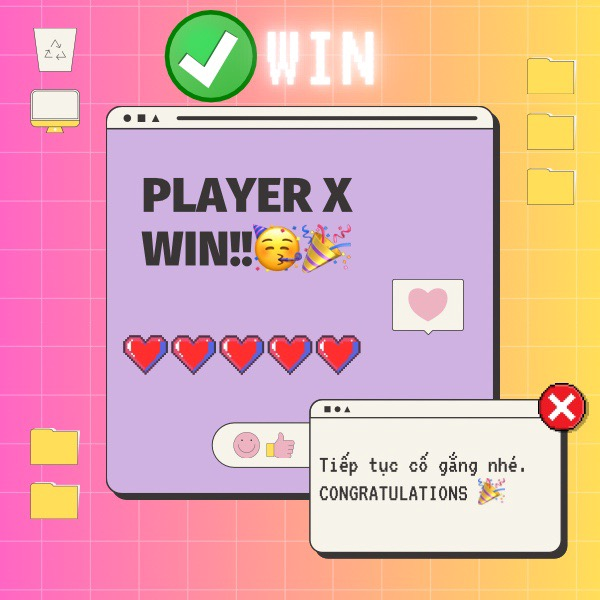 WIN
PLAYER X
WIN!!🥳🎉
Tiếp tục cố gắng nhé.
CONGRATULATIONS 🎉